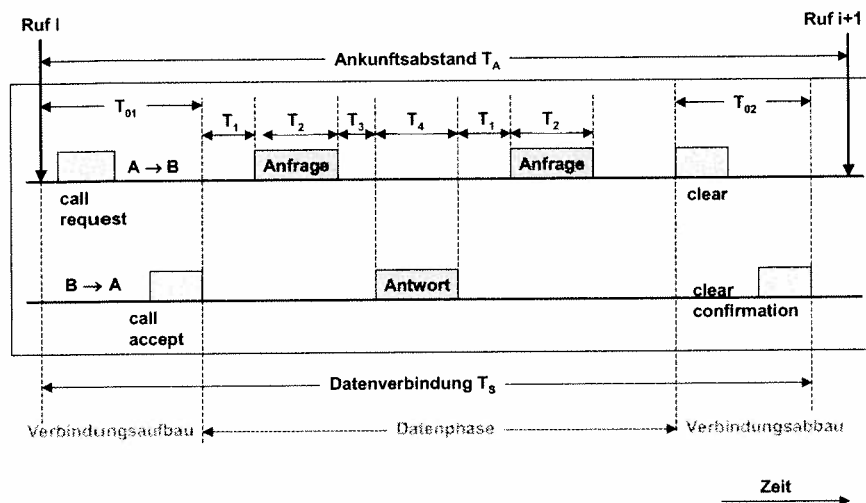 Ruf I
Ruf i+1
Ankunftsabstand T_A
T_01
T_02
T_1
T_2
T_3
T_4
T_1
T_2
A → B
Anfrage
Anfrage
call
request
clear
B → A
Antwort
clear
confirmation
call
accept
Datenverbindung T_S
Verbindungsaufbau
Datenphase
Verbindungsabbau
Zeit